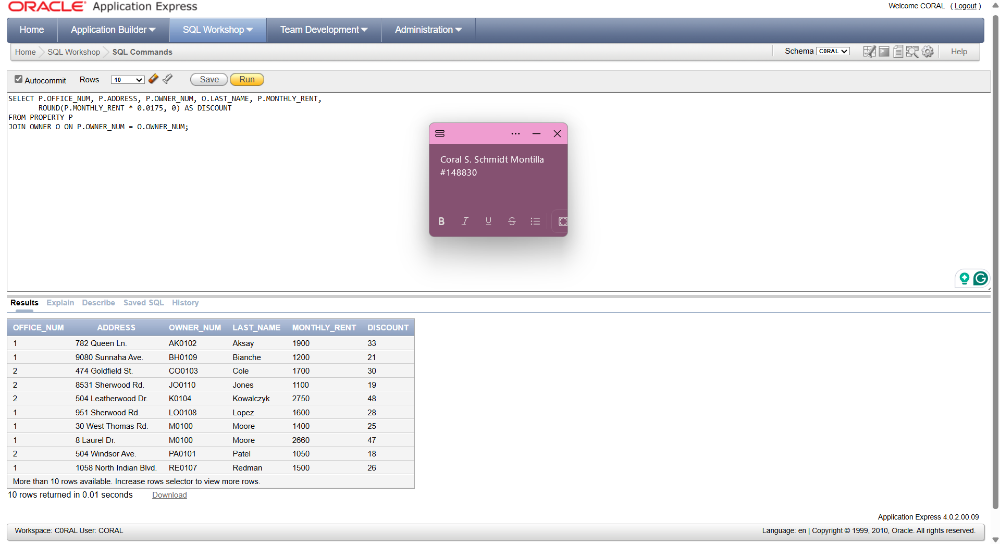 ORACLE® Application Express
Welcome CORAL ( Logout )
Home Application Builder SQL Workshop Team Development Administration
Home SQL Workshop SQL Commands
Schema C0RAL Help
Autocommit Rows 10 Save Run
SELECT P.OFFICE_NUM, P.ADDRESS, P.OWNER_NUM, O.LAST_NAME, P.MONTHLY_RENT,
ROUND(P.MONTHLY_RENT * 0.0175, 0) AS DISCOUNT
FROM PROPERTY P
JOIN OWNER O ON P.OWNER_NUM = O.OWNER_NUM;
Coral S. Schmidt Montilla
#148830
B I U S
Results Explain Describe Saved SQL History
OFFICE_NUM ADDRESS OWNER_NUM LAST_NAME MONTHLY_RENT DISCOUNT
1 782 Queen Ln. AK0102 Aksay 1900 33
1 9080 Sunnaha Ave. BH0109 Bianche 1200 21
2 474 Goldfield St. CO0103 Cole 1700 30
2 8531 Sherwood Rd. JO0110 Jones 1100 19
2 504 Leatherwood Dr. K0104 Kowalczyk 2750 48
1 951 Sherwood Rd. LO0108 Lopez 1600 28
1 30 West Thomas Rd. M0100 Moore 1400 25
1 8 Laurel Dr. M0100 Moore 2660 47
2 504 Windsor Ave. PA0101 Patel 1050 18
1 1058 North Indian Blvd. RE0107 Redman 1500 26
More than 10 rows available. Increase rows selector to view more rows.
10 rows returned in 0.01 seconds Download
Application Express 4.0.2.00.09
Workspace: C0RAL User: CORAL
Language: en | Copyright © 1999, 2010, Oracle. All rights reserved.